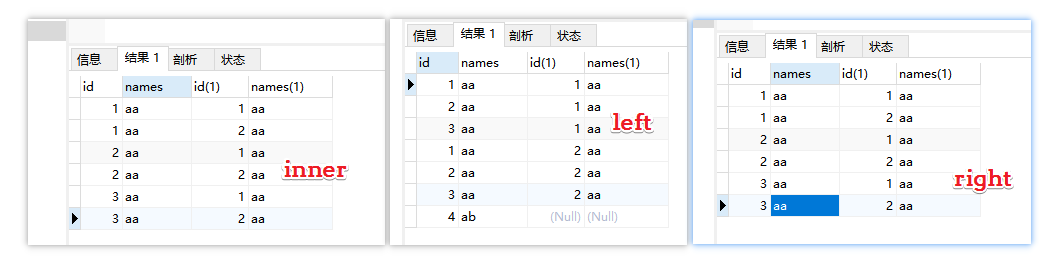 信息 结果 1 剖析 状态
id names id(1) names(1)
1 aa 1 aa
1 aa 2 aa
2 aa 1 aa
2 aa 2 aa
3 aa 1 aa
3 aa 2 aa
inner
信息 结果 1 剖析 状态
id names id(1) names(1)
1 aa 1 aa
2 aa 1 aa
3 aa 1 aa
1 aa 2 aa
2 aa 2 aa
3 aa 2 aa
4 ab (Null) (Null)
left
信息 结果 1 剖析 状态
id names id(1) names(1)
1 aa 1 aa
1 aa 2 aa
2 aa 1 aa
2 aa 2 aa
3 aa 1 aa
3 aa 2 aa
right